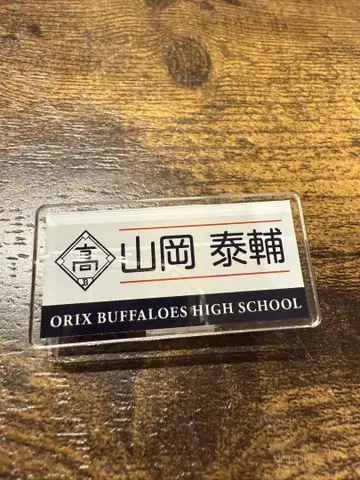 高 山岡 泰輔
B
ORIX BUFFALOES HIGH SCHOOL